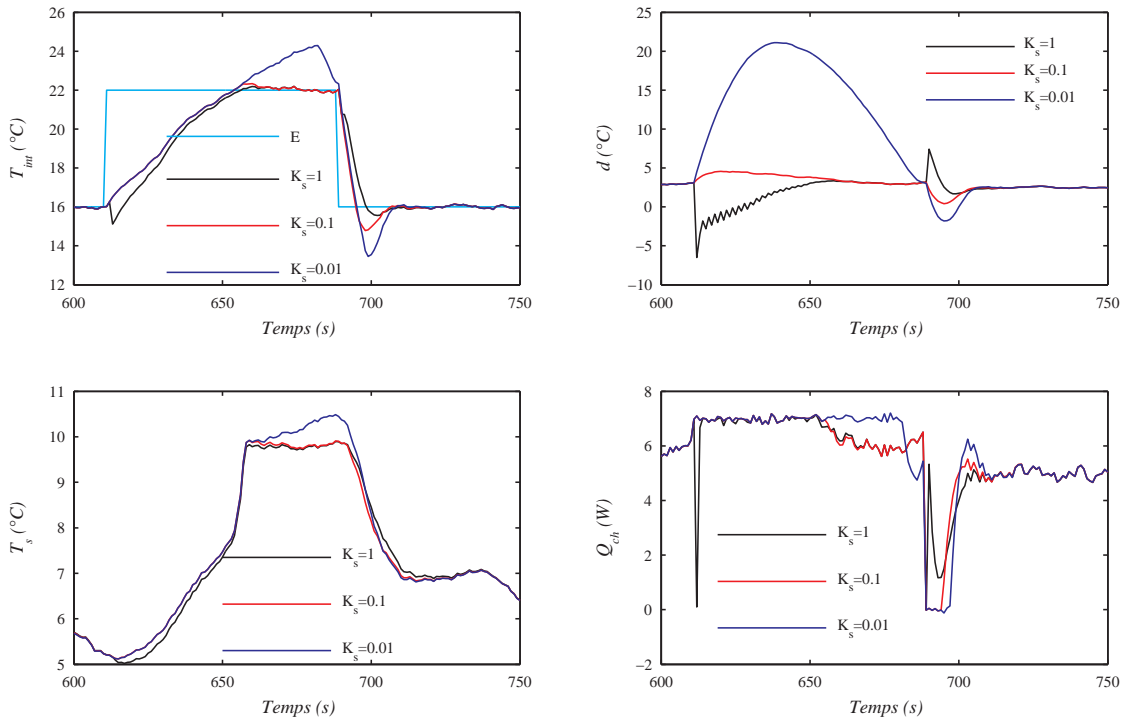 26
24
22
20
18
16
14
12
600
650
700
750
T_int (°C)
Temps (s)
E
K_s=1
K_s=0.1
K_s=0.01
25
20
15
10
5
0
−5
−10
600
650
700
750
d (°C)
Temps (s)
K_s=1
K_s=0.1
K_s=0.01
11
10
9
8
7
6
5
600
650
700
750
T_s (°C)
Temps (s)
K_s=1
K_s=0.1
K_s=0.01
8
6
4
2
0
−2
600
650
700
750
Q_ch (W)
Temps (s)
K_s=1
K_s=0.1
K_s=0.01